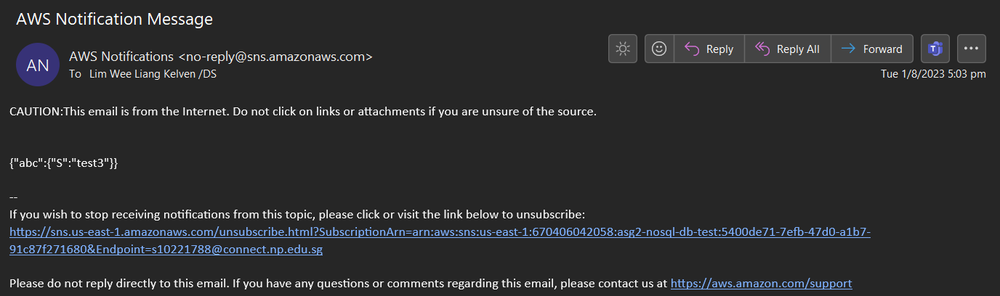 AWS Notification Message
AN
AWS Notifications <no-reply@sns.amazonaws.com>
To Lim Wee Liang Kelven /DS
Reply
Reply All
Forward
Tue 1/8/2023 5:03 pm
CAUTION:This email is from the Internet. Do not click on links or attachments if you are unsure of the source.
{"abc":{"S":"test3"}}
--
If you wish to stop receiving notifications from this topic, please click or visit the link below to unsubscribe:
https://sns.us-east-1.amazonaws.com/unsubscribe.html?SubscriptionArn=arn:aws:sns:us-east-1:670406042058:asg2-nosql-db-test:5400de71-7efb-47d0-a1b7-
91c87f271680&Endpoint=s10221788@connect.np.edu.sg
Please do not reply directly to this email. If you have any questions or comments regarding this email, please contact us at https://aws.amazon.com/support